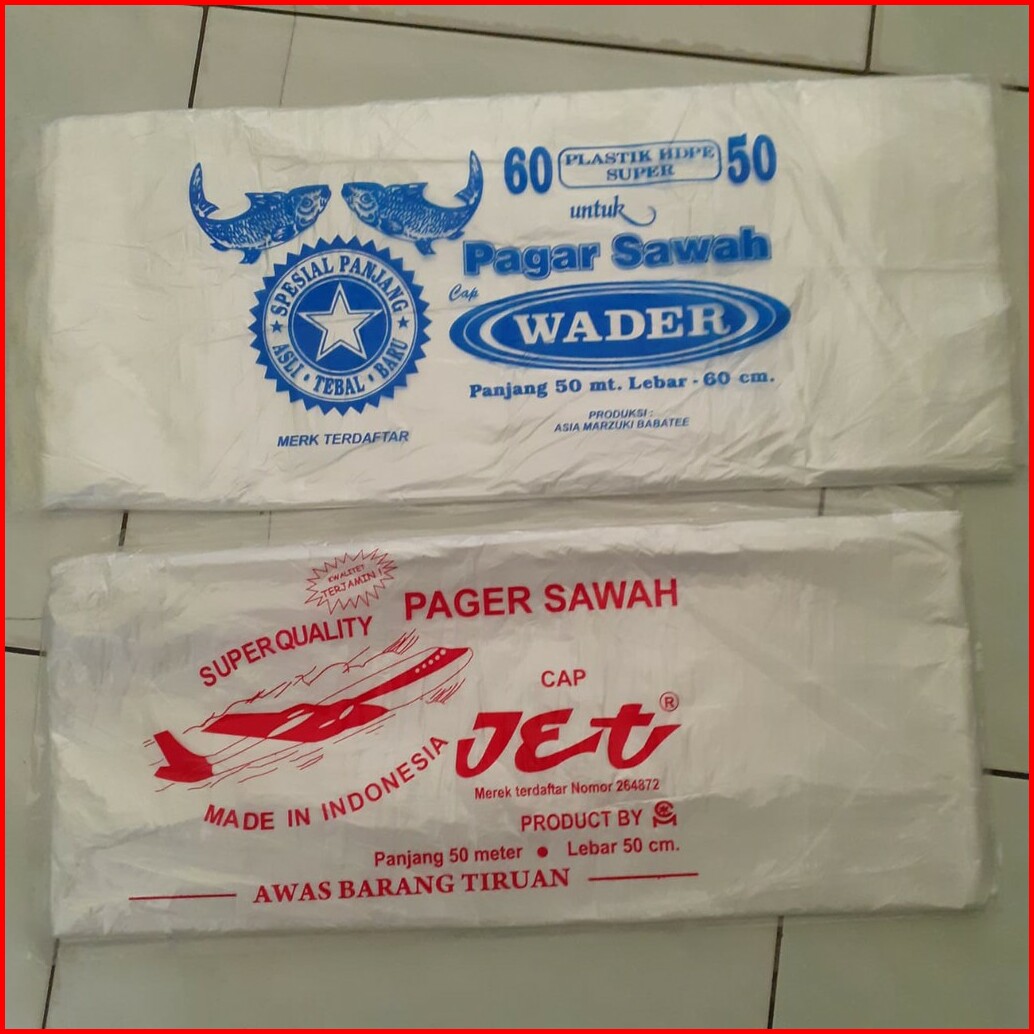 60 PLASTIK HDPE SUPER 50
untuk
Pagar Sawah
Cap
WADER
Panjang 50 mt. Lebar - 60 cm.
PRODUKSI :
ASIA MARZUKI BABATEE
SPESIAL PANJANG
ASLI • TEBAL • BARU
MERK TERDAFTAR
KWALITET
TERJAMIN !
PAGER SAWAH
SUPER QUALITY
CAP
JEt ®
MADE IN INDONESIA
Merek terdaftar Nomor 264872
PRODUCT BY
Panjang 50 meter ● Lebar 50 cm.
AWAS BARANG TIRUAN